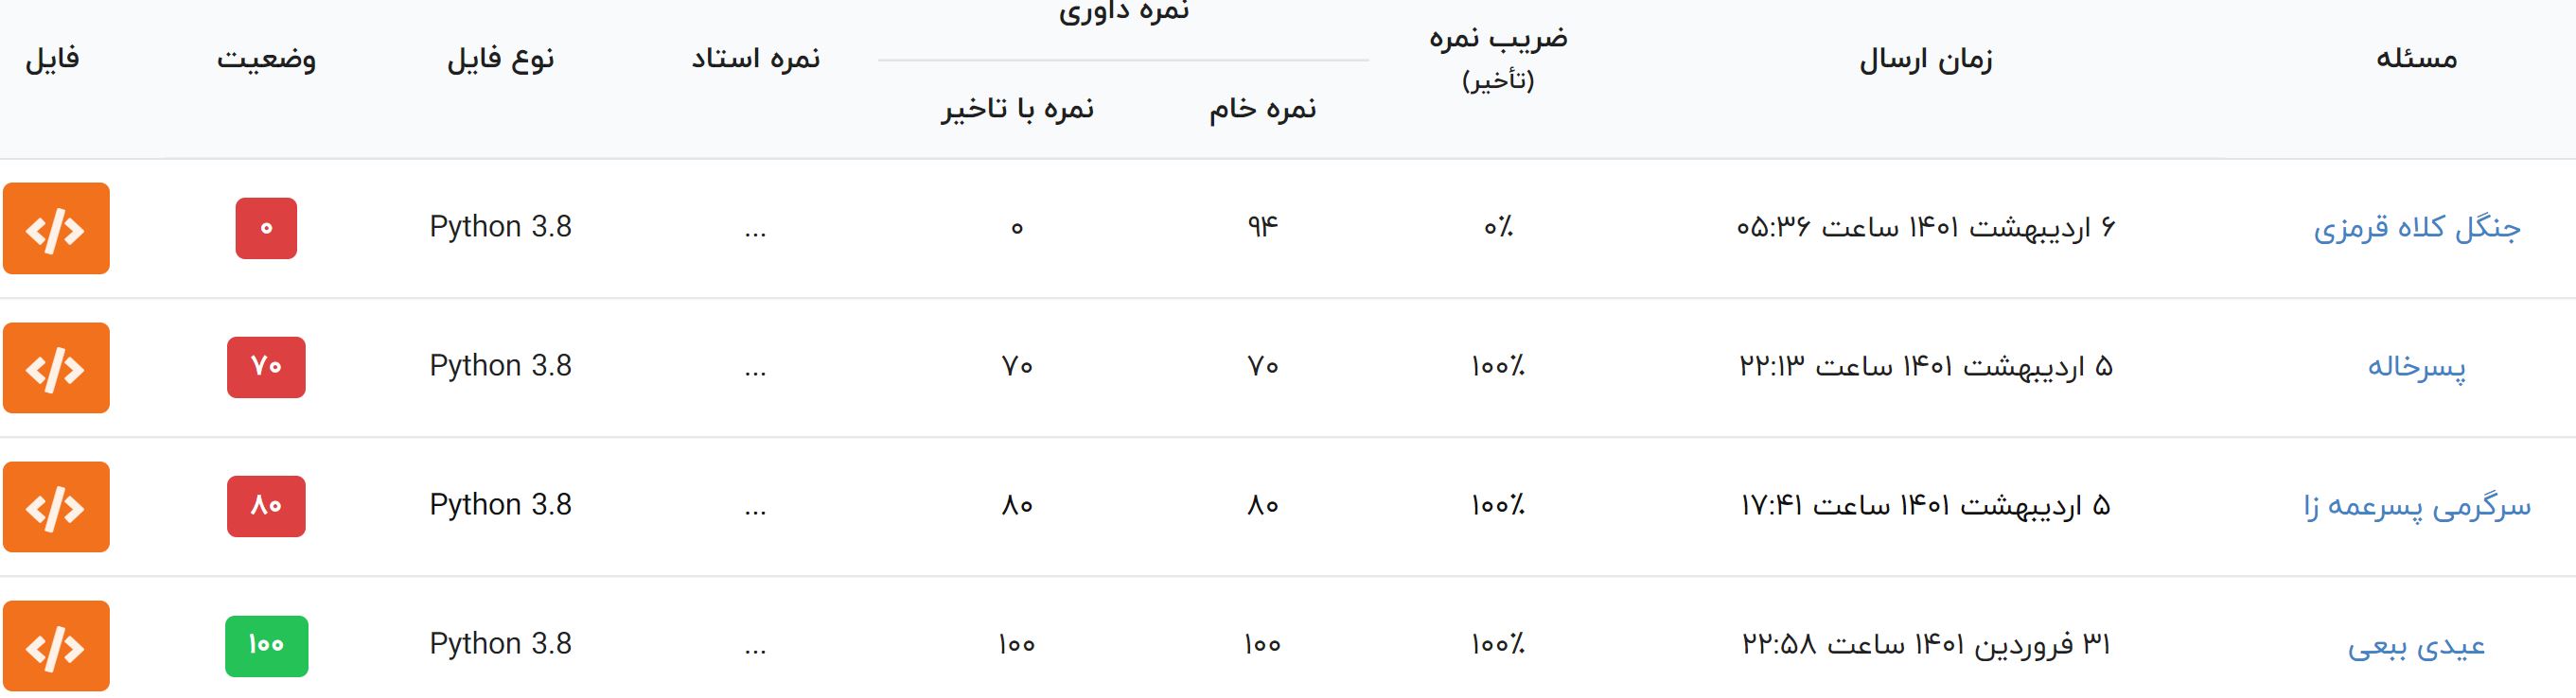 مسئله زمان ارسال ضریب نمره (تأخیر) نمره داوری نمره خام نمره با تاخیر نمره استاد نوع فایل وضعیت فایل
جنگل کلاه قرمزی ۶ اردیبهشت ۱۴۰۱ ساعت ۰۵:۳۶ ۰٪ ۹۴ ۰ ... Python 3.8 ۰
پسرخاله ۵ اردیبهشت ۱۴۰۱ ساعت ۲۲:۱۳ ۱۰۰٪ ۷۰ ۷۰ ... Python 3.8 ۷۰
سرگرمی پسرعمه زا ۵ اردیبهشت ۱۴۰۱ ساعت ۱۷:۴۱ ۱۰۰٪ ۸۰ ۸۰ ... Python 3.8 ۸۰
عیدی ببعی ۳۱ فروردین ۱۴۰۱ ساعت ۲۲:۵۸ ۱۰۰٪ ۱۰۰ ۱۰۰ ... Python 3.8 ۱۰۰